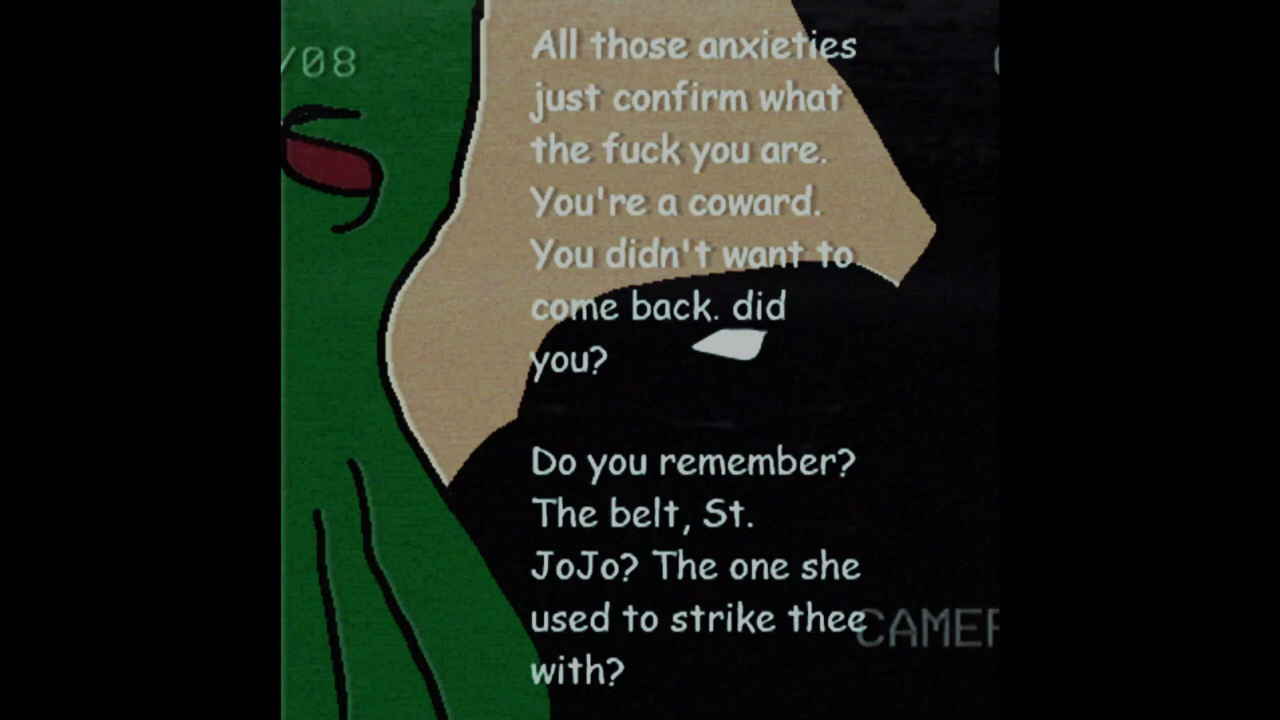 /08
All those anxieties
just confirm what
the fuck you are.
You're a coward.
You didn't want to
come back. did
you?
Do you remember?
The belt, St.
JoJo? The one she
used to strike thee
with?
CAMER